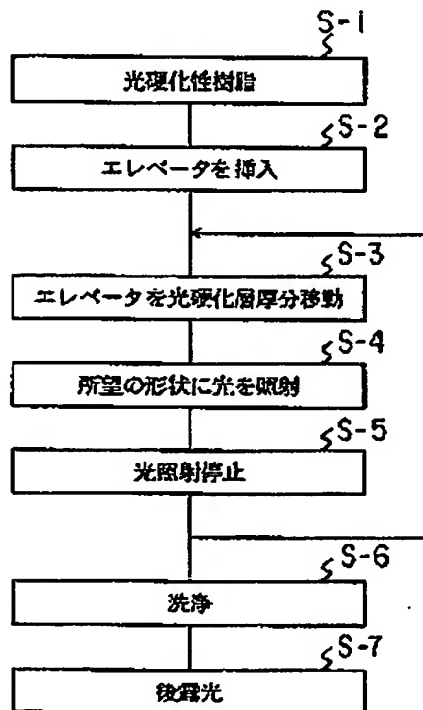 S-1
光硬化性樹脂
S-2
エレベータを挿入
S-3
エレベータを光硬化層厚分移動
S-4
所望の形状に光を照射
S-5
光照射停止
S-6
洗浄
S-7
後露光